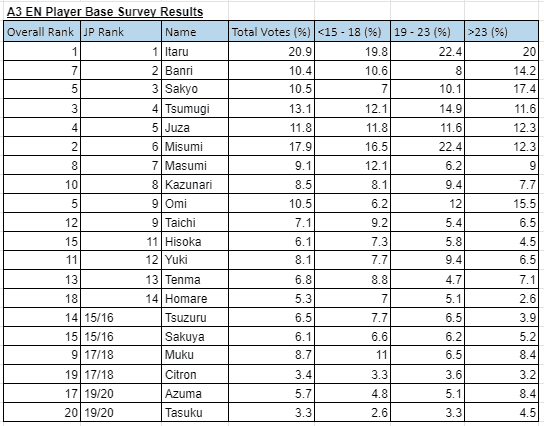 A3 EN Player Base Survey Results
Overall Rank JP Rank Name Total Votes (%) <15 - 18 (%) 19 - 23 (%) >23 (%)
1 1 Itaru 20.9 19.8 22.4 20
7 2 Banri 10.4 10.6 8 14.2
5 3 Sakyo 10.5 7 10.1 17.4
3 4 Tsumugi 13.1 12.1 14.9 11.6
4 5 Juza 11.8 11.8 11.6 12.3
2 6 Misumi 17.9 16.5 22.4 12.3
8 7 Masumi 9.1 12.1 6.2 9
10 8 Kazunari 8.5 8.1 9.4 7.7
5 9 Omi 10.5 6.2 12 15.5
12 9 Taichi 7.1 9.2 5.4 6.5
15 11 Hisoka 6.1 7.3 5.8 4.5
11 12 Yuki 8.1 7.7 9.4 6.5
13 13 Tenma 6.8 8.8 4.7 7.1
18 14 Homare 5.3 7 5.1 2.6
14 15/16 Tsuzuru 6.5 7.7 6.5 3.9
15 15/16 Sakuya 6.1 6.6 6.2 5.2
9 17/18 Muku 8.7 11 6.5 8.4
19 17/18 Citron 3.4 3.3 3.6 3.2
17 19/20 Azuma 5.7 4.8 5.1 8.4
20 19/20 Tasuku 3.3 2.6 3.3 4.5